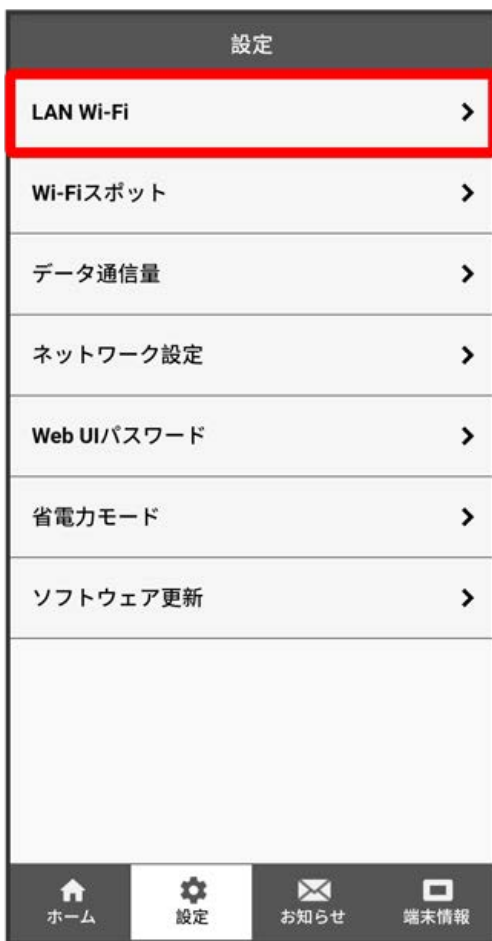 設定
LAN Wi-Fi
Wi-Fiスポット
データ通信量
ネットワーク設定
Web UIパスワード
省電力モード
ソフトウェア更新
ホーム
設定
お知らせ
端末情報